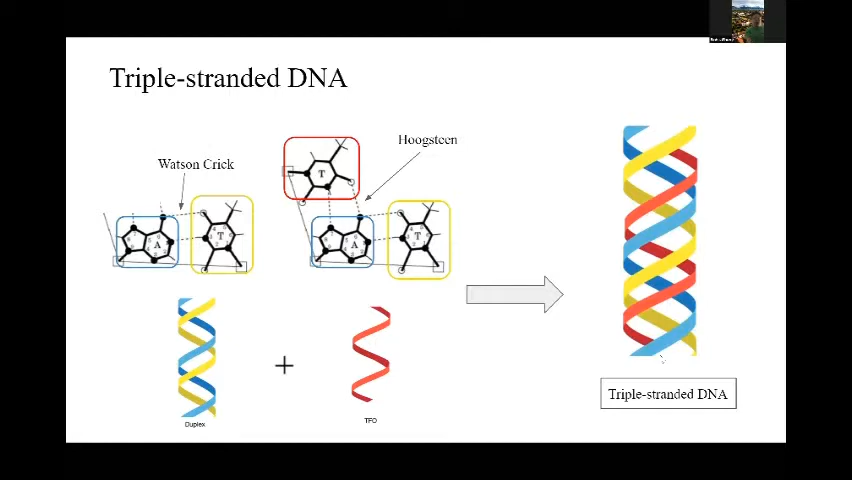 Triple-stranded DNA
Hoogsteen
Watson Crick
T
A
T
A
T
+
Duplex
TFO
Triple-stranded DNA